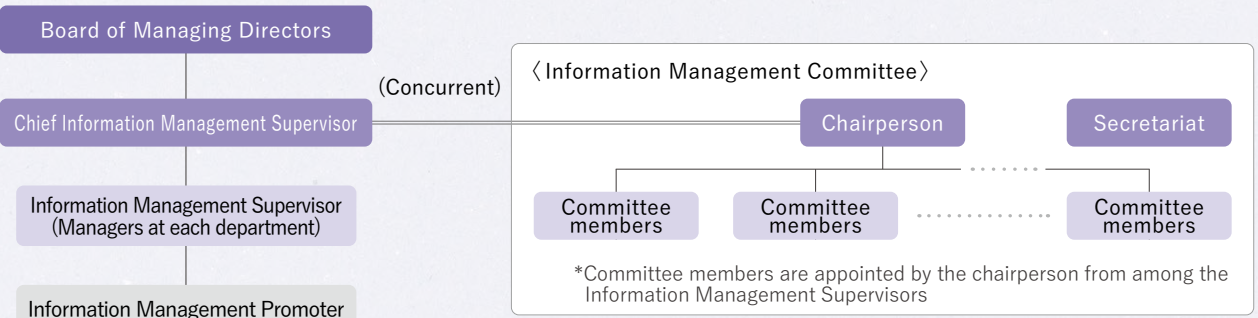 Board of Managing Directors
(Concurrent)
Chief Information Management Supervisor
Information Management Supervisor
(Managers at each department)
Information Management Promoter
〈Information Management Committee〉
Chairperson
Secretariat
Committee
members
Committee
members
Committee
members
*Committee members are appointed by the chairperson from among the
Information Management Supervisors